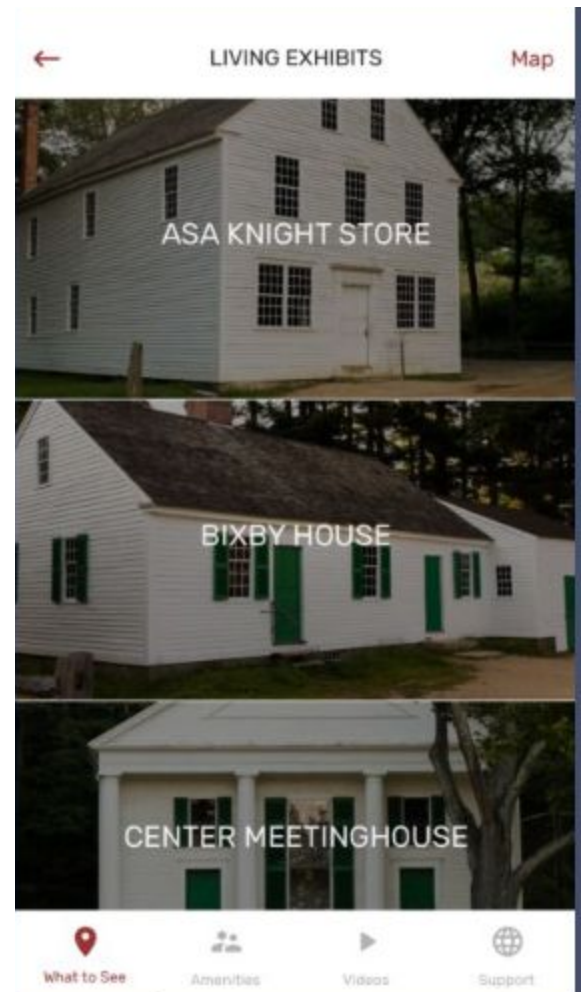 LIVING EXHIBITS
Map
ASA KNIGHT STORE
BIXBY HOUSE
CENTER MEETINGHOUSE
What to See
Amenities
Videos
Support